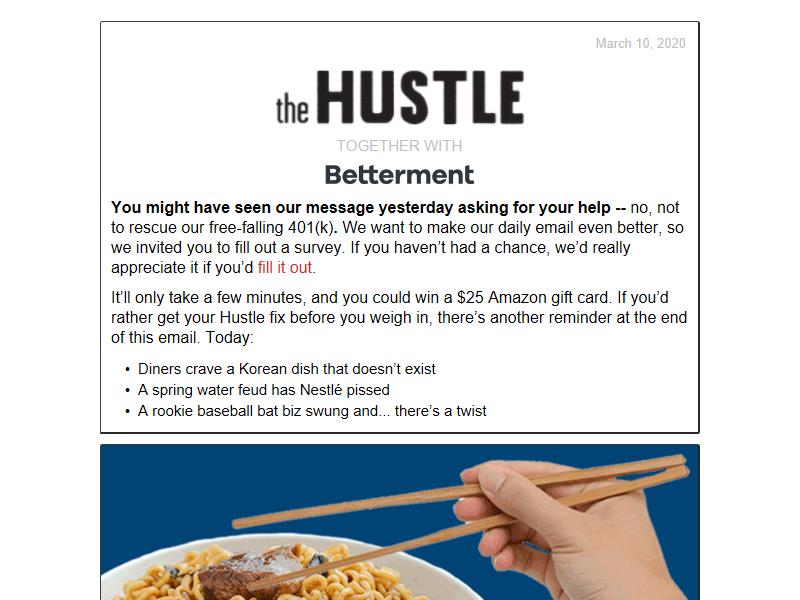 March 10, 2020
the HUSTLE
TOGETHER WITH
Betterment
You might have seen our message yesterday asking for your help -- no, not
to rescue our free-falling 401(k). We want to make our daily email even better, so
we invited you to fill out a survey. If you haven’t had a chance, we’d really
appreciate it if you’d fill it out.
It’ll only take a few minutes, and you could win a $25 Amazon gift card. If you’d
rather get your Hustle fix before you weigh in, there’s another reminder at the end
of this email. Today:
• Diners crave a Korean dish that doesn’t exist
• A spring water feud has Nestlé pissed
• A rookie baseball bat biz swung and... there’s a twist